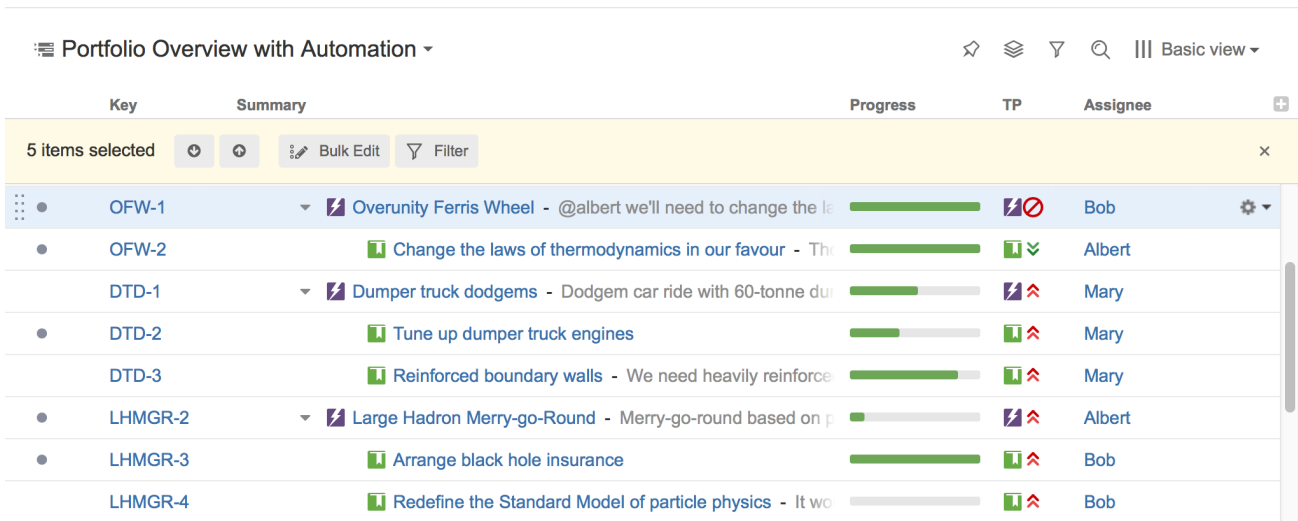 Portfolio Overview with Automation Basic view
Key Summary Progress TP Assignee
5 items selected Bulk Edit Filter
OFW-1 Overunity Ferris Wheel - @albert we'll need to change the la Bob
OFW-2 Change the laws of thermodynamics in our favour - Tho Albert
DTD-1 Dumper truck dodgems - Dodgem car ride with 60-tonne du Mary
DTD-2 Tune up dumper truck engines Mary
DTD-3 Reinforced boundary walls - We need heavily reinforce Mary
LHMGR-2 Large Hadron Merry-go-Round - Merry-go-round based on p Albert
LHMGR-3 Arrange black hole insurance Bob
LHMGR-4 Redefine the Standard Model of particle physics - It wo Bob